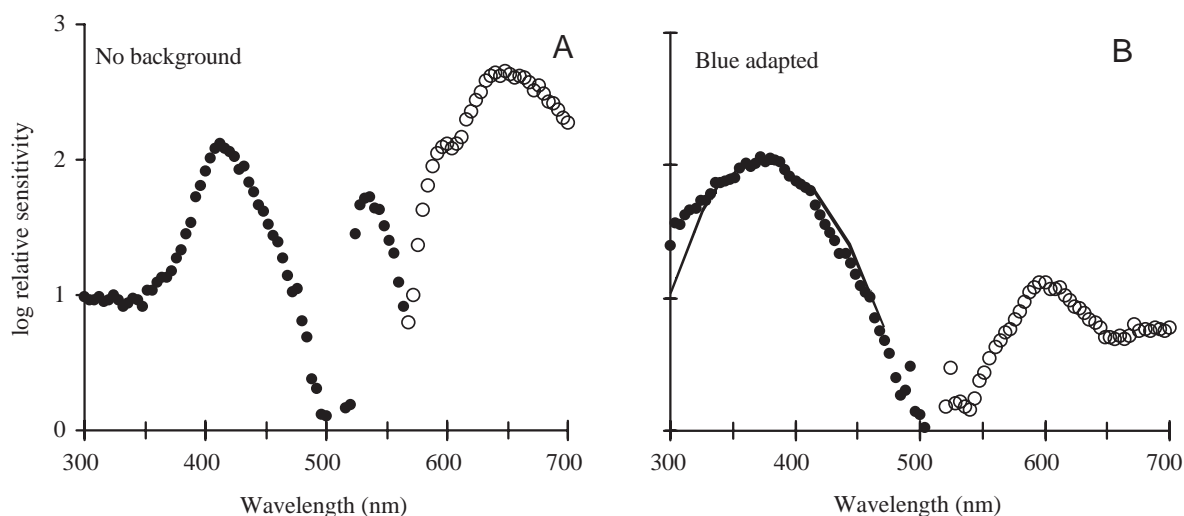 3
No background
A
2
1
0
log relative sensitivity
300 400 500 600 700
Wavelength (nm)
Blue adapted
B
300 400 500 600 700
Wavelength (nm)